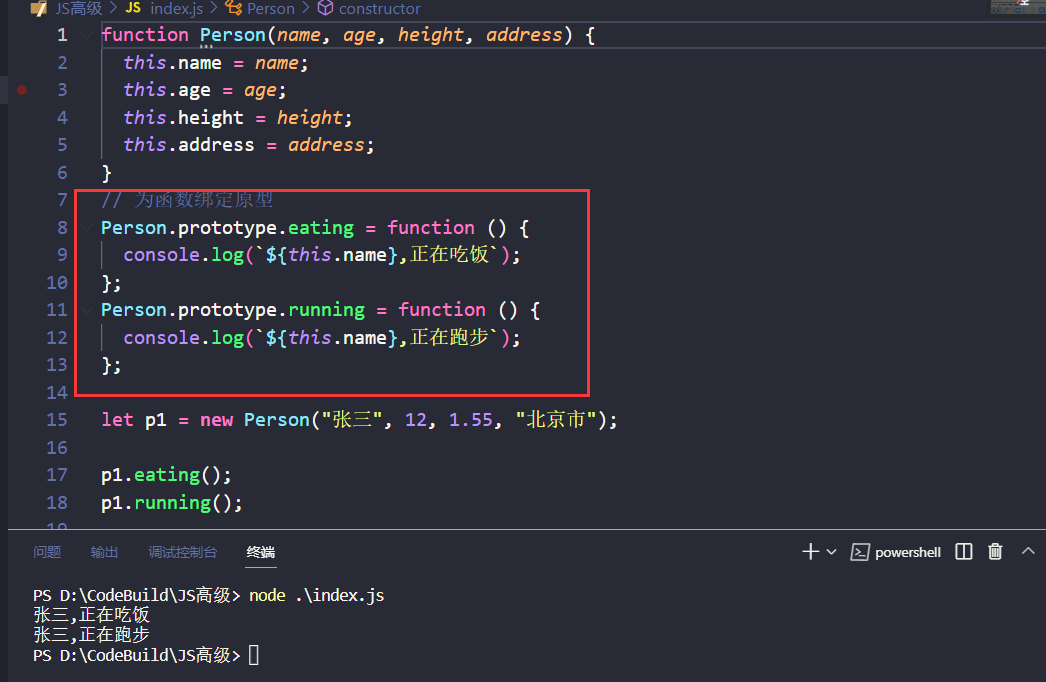 JS高级 > JS index.js > Person > constructor
1 function Person(name, age, height, address) {
2 this.name = name;
3 this.age = age;
4 this.height = height;
5 this.address = address;
6 }
7 // 为函数绑定原型
8 Person.prototype.eating = function () {
9 console.log(`${this.name},正在吃饭`);
10 };
11 Person.prototype.running = function () {
12 console.log(`${this.name},正在跑步`);
13 };
14
15 let p1 = new Person("张三", 12, 1.55, "北京市");
16
17 p1.eating();
18 p1.running();
19
问题 输出 调试控制台 终端 powershell
PS D:\CodeBuild\JS高级> node .\index.js
张三,正在吃饭
张三,正在跑步
PS D:\CodeBuild\JS高级>